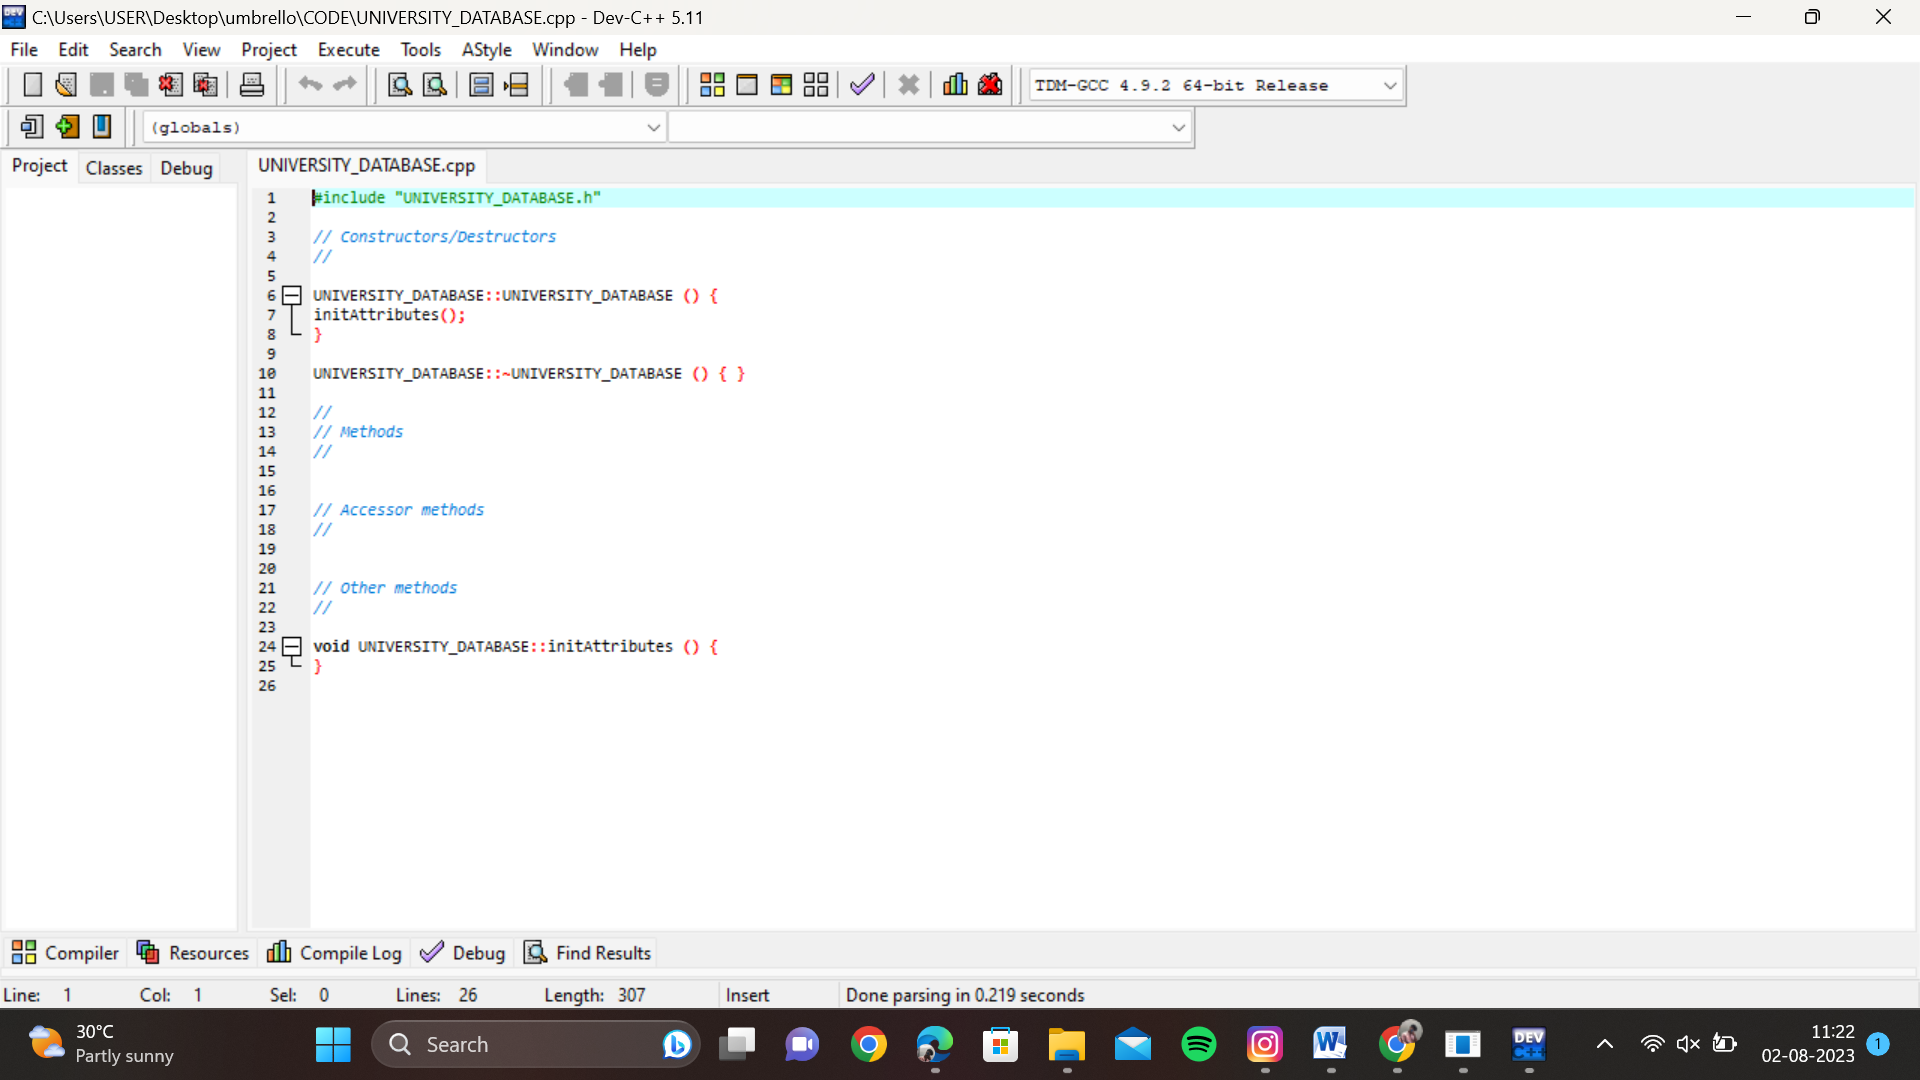 C:\Users\USER\Desktop\umbrello\CODE\UNIVERSITY_DATABASE.cpp - Dev-C++ 5.11
File Edit Search View Project Execute Tools AStyle Window Help
TDM-GCC 4.9.2 64-bit Release
(globals)
Project Classes Debug UNIVERSITY_DATABASE.cpp
1 #include "UNIVERSITY_DATABASE.h"
2
3 // Constructors/Destructors
4 //
5
6 UNIVERSITY_DATABASE::UNIVERSITY_DATABASE () {
7 initAttributes();
8 }
9
10 UNIVERSITY_DATABASE::~UNIVERSITY_DATABASE () { }
11
12 //
13 // Methods
14 //
15
16
17 // Accessor methods
18 //
19
20
21 // Other methods
22 //
23
24 void UNIVERSITY_DATABASE::initAttributes () {
25 }
26
Compiler Resources Compile Log Debug Find Results
Line: 1 Col: 1 Sel: 0 Lines: 26 Length: 307 Insert Done parsing in 0.219 seconds
30°C
Partly sunny
Search
DEV
C++
11:22
02-08-2023
1